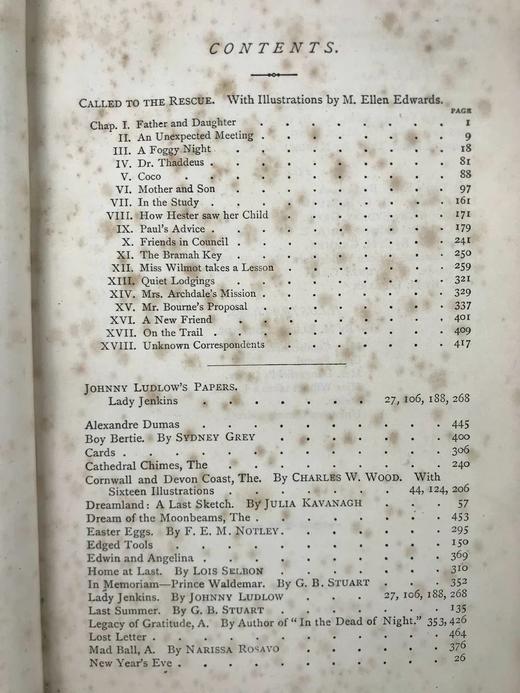 CONTENTS.
CALLED TO THE RESCUE. With Illustrations by M. Ellen Edwards.
PAGE
Chap. I. Father and Daughter . . . . . . . . 1
II. An Unexpected Meeting . . . . . . . 9
III. A Foggy Night . . . . . . . . 18
IV. Dr. Thaddeus . . . . . . . . . 81
V. Coco . . . . . . . . . 88
VI. Mother and Son . . . . . . . . 97
VII. In the Study . . . . . . . . 161
VIII. How Hester saw her Child . . . . . . 171
IX. Paul's Advice . . . . . . . . . 179
X. Friends in Council . . . . . . . . 241
XI. The Bramah Key . . . . . . . . 250
XII. Miss Wilmot takes a Lesson . . . . . . 259
XIII. Quiet Lodgings . . . . . . . . 321
XIV. Mrs. Archdale's Mission . . . . . . . 329
XV. Mr. Bourne's Proposal . . . . . . . 337
XVI. A New Friend . . . . . . . . 401
XVII. On the Trail . . . . . . . . 409
XVIII. Unknown Correspondents . . . . . . 417
JOHNNY LUDLOW'S PAPERS.
Lady Jenkins . . . . . . 27, 106, 188, 268
Alexandre Dumas . . . . . . . . 445
Boy Bertie. By SYDNEY GREY . . . . . . 400
Cards . . . . . . . . . . 306
Cathedral Chimes, The . . . . . . . 240
Cornwall and Devon Coast, The. By CHARLES W. WOOD. With
Sixteen Illustrations . . . . . . 44, 124, 206
Dreamland: A Last Sketch. By JULIA KAVANAGH . . . . 57
Dream of the Moonbeams, The . . . . . . . 453
Easter Eggs. By F. E. M. NOTLEY . . . . . . 295
Edged Tools . . . . . . . . . 150
Edwin and Angelina . . . . . . . . 369
Home at Last. By LOIS SELBON . . . . . . 310
In Memoriam—Prince Waldemar. By G. B. STUART . . . 352
Lady Jenkins. By JOHNNY LUDLOW . . . 27, 106, 188, 268
Last Summer. By G. B. STUART . . . . . . 135
Legacy of Gratitude, A. By Author of "In the Dead of Night." 353, 426
Lost Letter . . . . . . . . . 464
Mad Ball, A. By NARISSA ROSAVO . . . . . . 376
New Year's Eve . . . . . . . . . 26